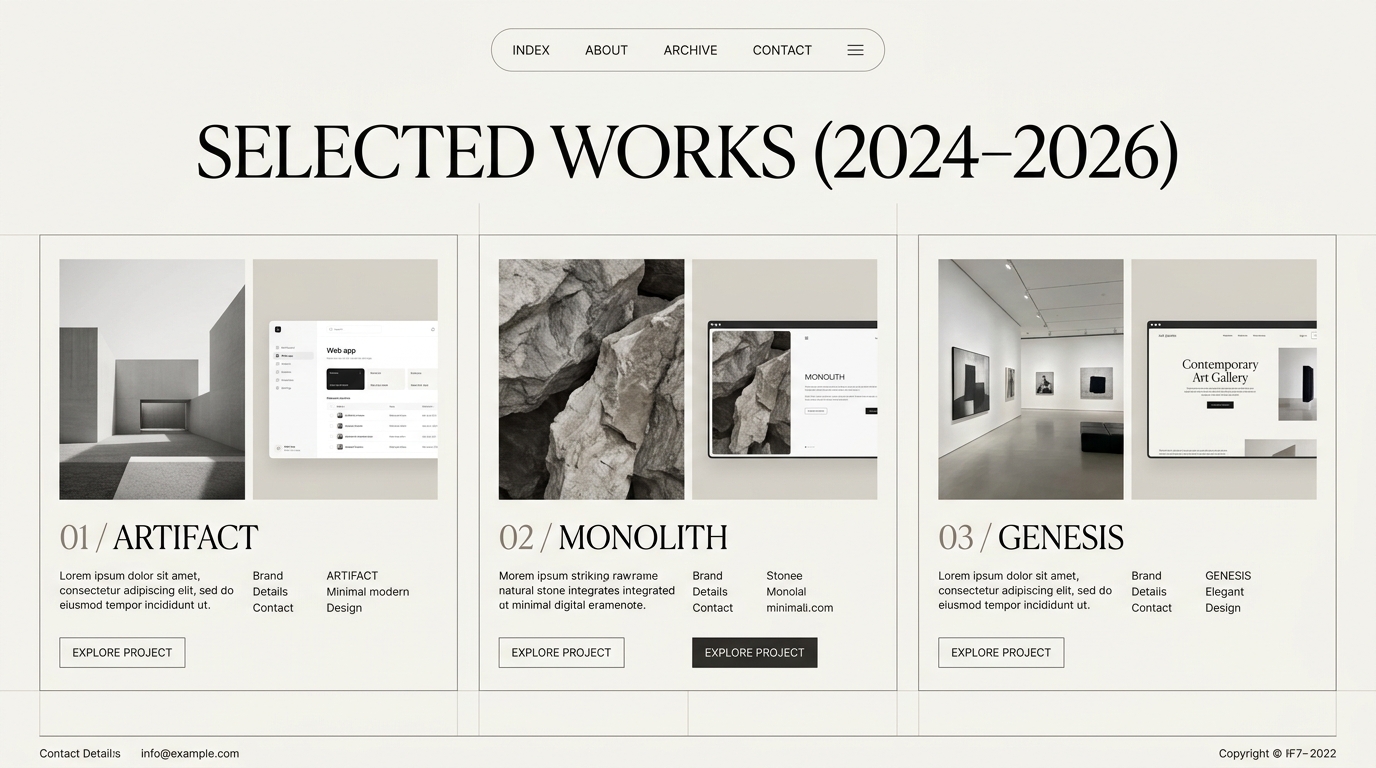 INDEX ABOUT ARCHIVE CONTACT
SELECTED WORKS (2024–2026)
Search
Web app
MONOLITH
Contemporary
Art Gallery
01 / ARTIFACT
Lorem ipsum dolor sit amet,
consectetur adipiscing elit, sed do
eiusmod tempor incididunt ut.
Brand ARTIFACT
Details Minimal modern
Contact Design
EXPLORE PROJECT
02 / MONOLITH
Morem ipsum striking rawrame
natural stone integrates integrated
at minimal digital eramenote.
Brand Stonee
Details Monolal
Contact minimali.com
EXPLORE PROJECT EXPLORE PROJECT
03 / GENESIS
Lorem ipsum dolor sit amet,
consectetur adipiscing elit, sed do
eiusmod tempor incididunt ut.
Brand GENESIS
Details Elegant
Contact Design
EXPLORE PROJECT
Contact Details info@example.com
Copyright © IF7–2022